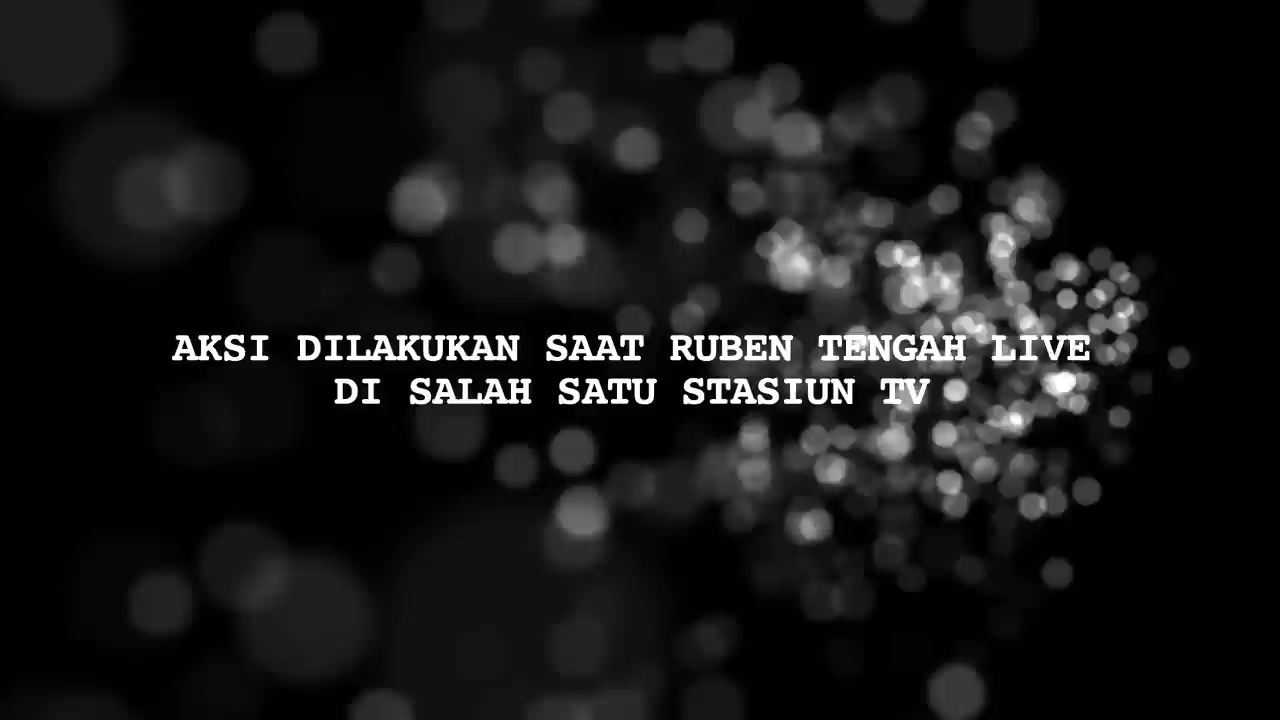 AKSI DILAKUKAN SAAT RUBEN TENGAH LIVE
DI SALAH SATU STASIUN TV